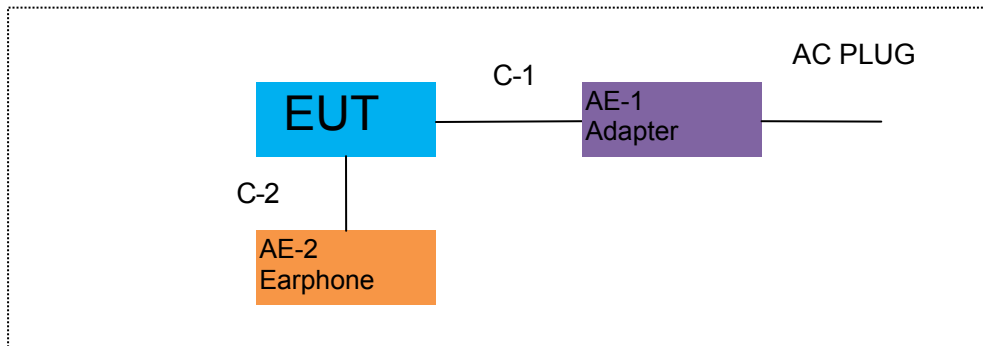 AC PLUG
C-1
EUT
AE-1
Adapter
C-2
AE-2
Earphone